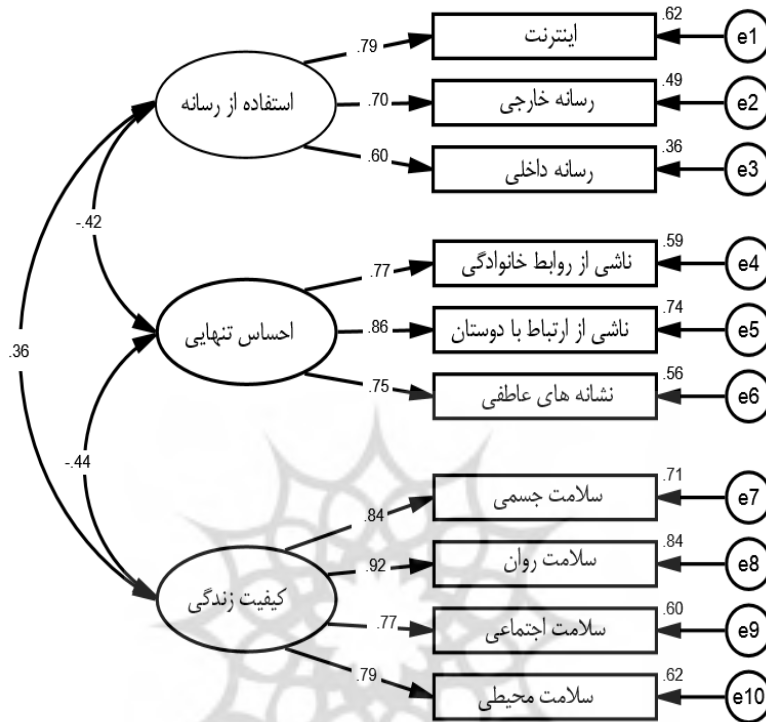 .62
.79
اینترنت
e1
استفاده از رسانه
.49
.70
رسانه خارجی
e2
.36
.60
رسانه داخلی
e3
-.42
.59
.77
ناشی از روابط خانوادگی
e4
احساس تنهایی
.74
.86
ناشی از ارتباط با دوستان
e5
.36
.56
.75
نشانه های عاطفی
e6
-.44
.71
.84
سلامت جسمی
e7
کیفیت زندگی
.84
.92
سلامت روان
e8
.60
.77
سلامت اجتماعی
e9
.62
.79
سلامت محیطی
e10